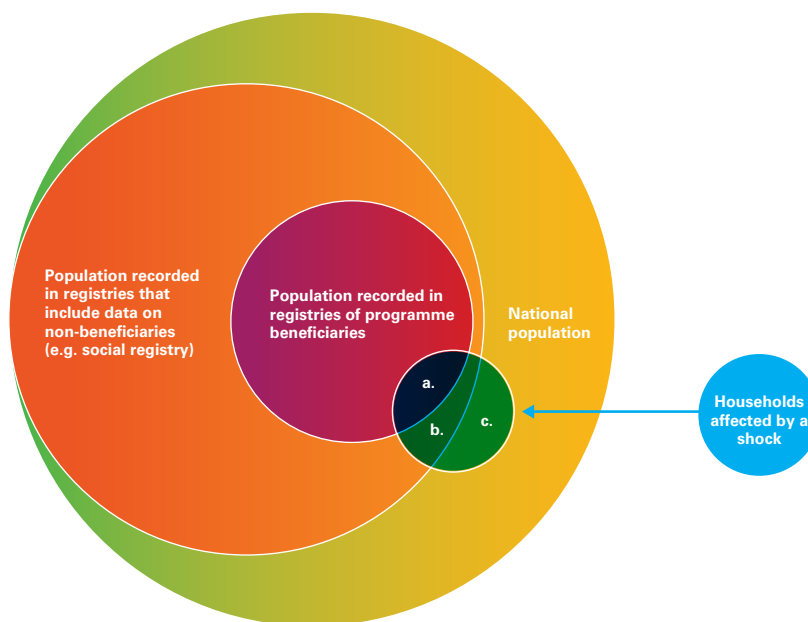 Population recorded
in registries that
include data on
non-beneficiaries
(e.g. social registry)
Population recorded in
registries of programme
beneficiaries
National
population
a.
b.
c.
Households
affected by a
shock